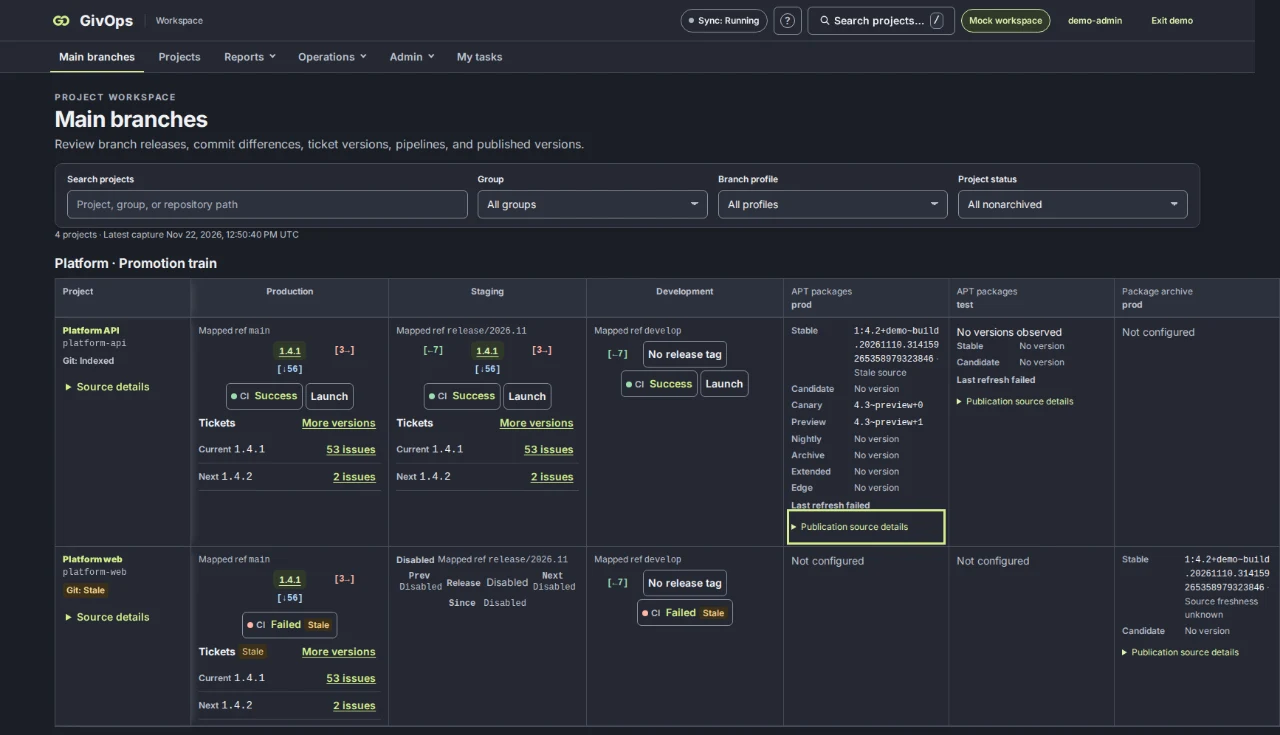 GivOps
Workspace
Sync: Running
?
Search projects... /
Mock workspace
demo-admin
Exit demo
Main branches
Projects
Reports
Operations
Admin
My tasks
PROJECT WORKSPACE
Main branches
Review branch releases, commit differences, ticket versions, pipelines, and published versions.
Search projects
Group
Branch profile
Project status
Project, group, or repository path
All groups
All profiles
All nonarchived
4 projects · Latest capture Nov 22, 2026, 12:50:40 PM UTC
Platform · Promotion train
Project
Production
Staging
Development
APT packages
prod
APT packages
test
Package archive
prod
Platform API
platform-api
Git: Indexed
Source details
Mapped ref main
1.4.1
[3→]
[↓56]
CI Success
Launch
Tickets
More versions
Current 1.4.1
53 issues
Next 1.4.2
2 issues
Mapped ref release/2026.11
[←7]
1.4.1
[3→]
[↓56]
CI Success
Launch
Tickets
More versions
Current 1.4.1
53 issues
Next 1.4.2
2 issues
Mapped ref develop
[←7]
No release tag
CI Success
Launch
Stable
1:4.2+demo-build
.20261110.314159
265358979323846 ·
Stale source
Candidate No version
Canary 4.3~preview+0
Preview 4.3~preview+1
Nightly No version
Archive No version
Extended No version
Edge No version
Last refresh failed
Publication source details
No versions observed
Stable No version
Candidate No version
Last refresh failed
Publication source details
Not configured
Platform web
platform-web
Git: Stale
Source details
Mapped ref main
1.4.1
[3→]
[↓56]
CI Failed Stale
Tickets Stale
More versions
Current 1.4.1
53 issues
Next 1.4.2
2 issues
Disabled Mapped ref release/2026.11
Prev
Disabled
Release Disabled
Next
Disabled
Since Disabled
Mapped ref develop
[←7]
No release tag
CI Failed Stale
Not configured
Not configured
Stable
1:4.2+demo-build
.20261110.314159
265358979323846 ·
Source freshness
unknown
Candidate No version
Publication source details